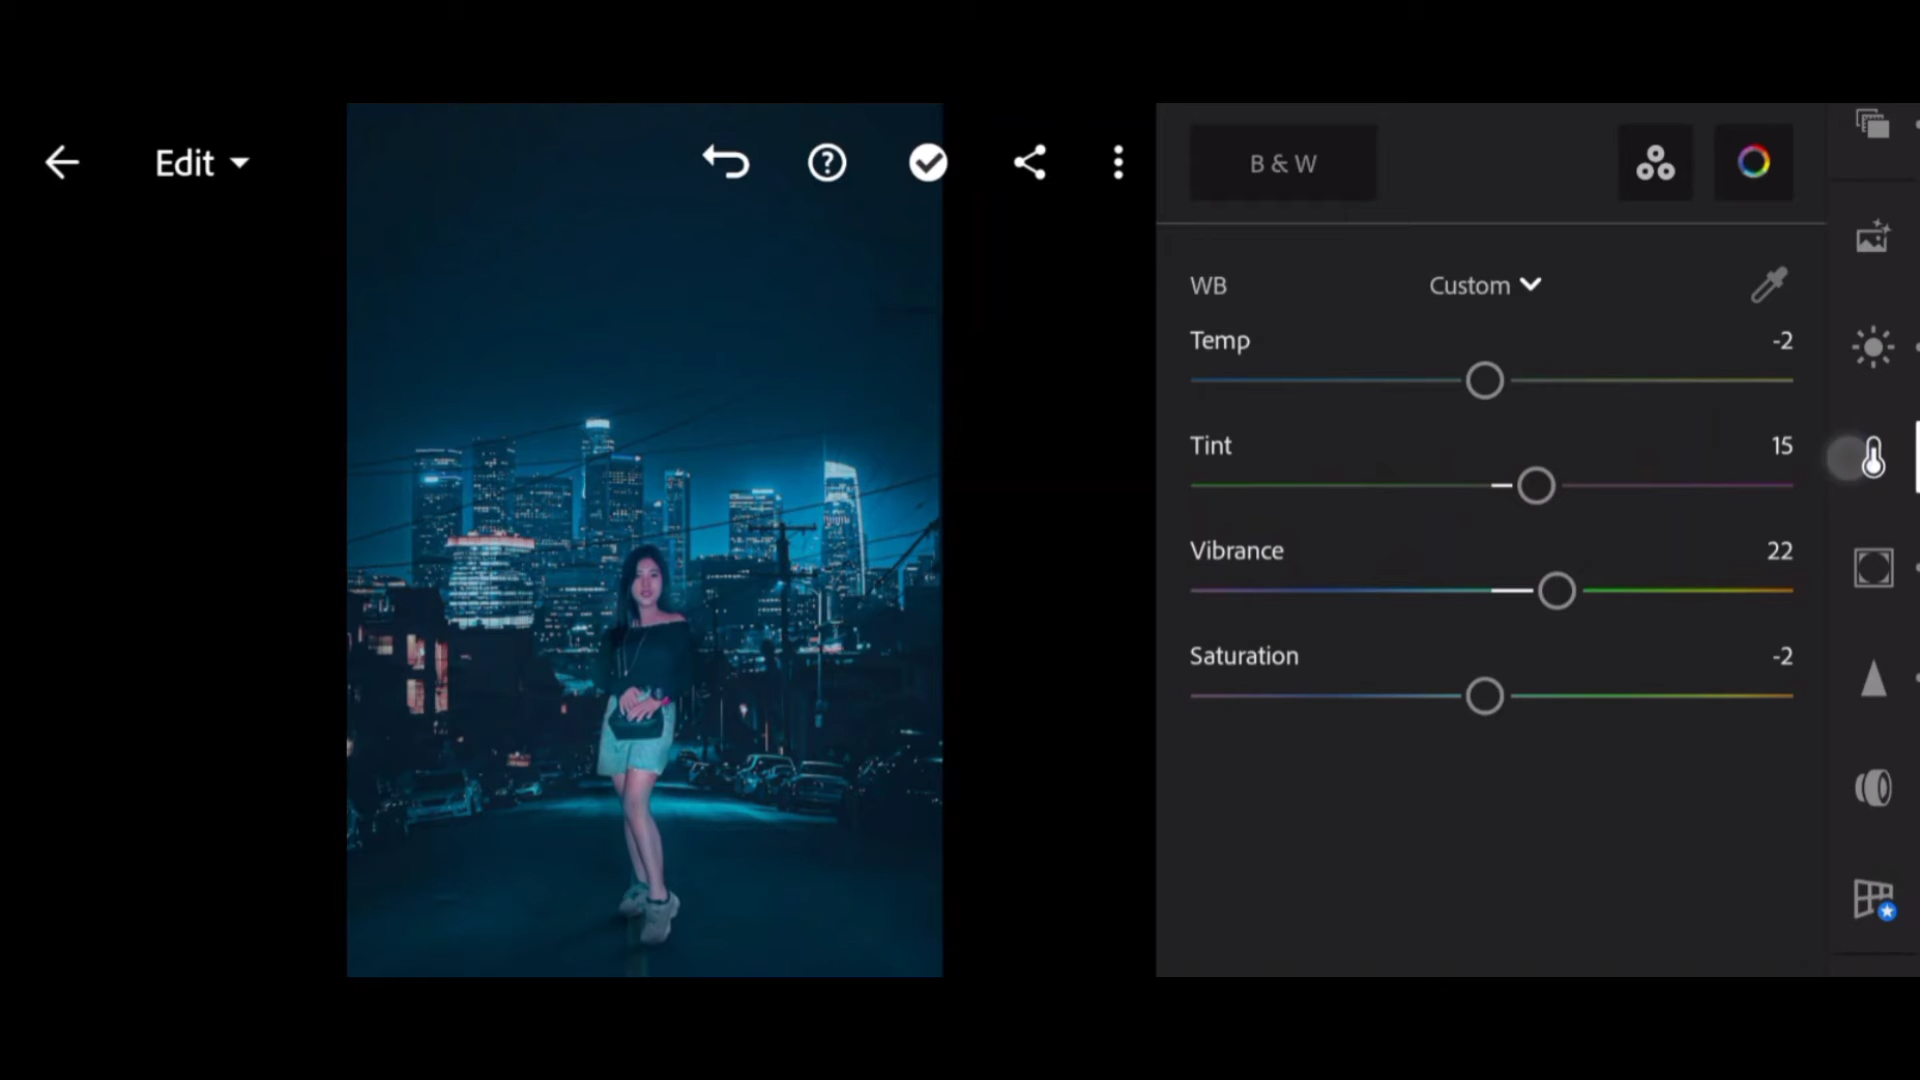 Edit
B & W
WB
Custom
Temp
-2
Tint
15
Vibrance
22
Saturation
-2